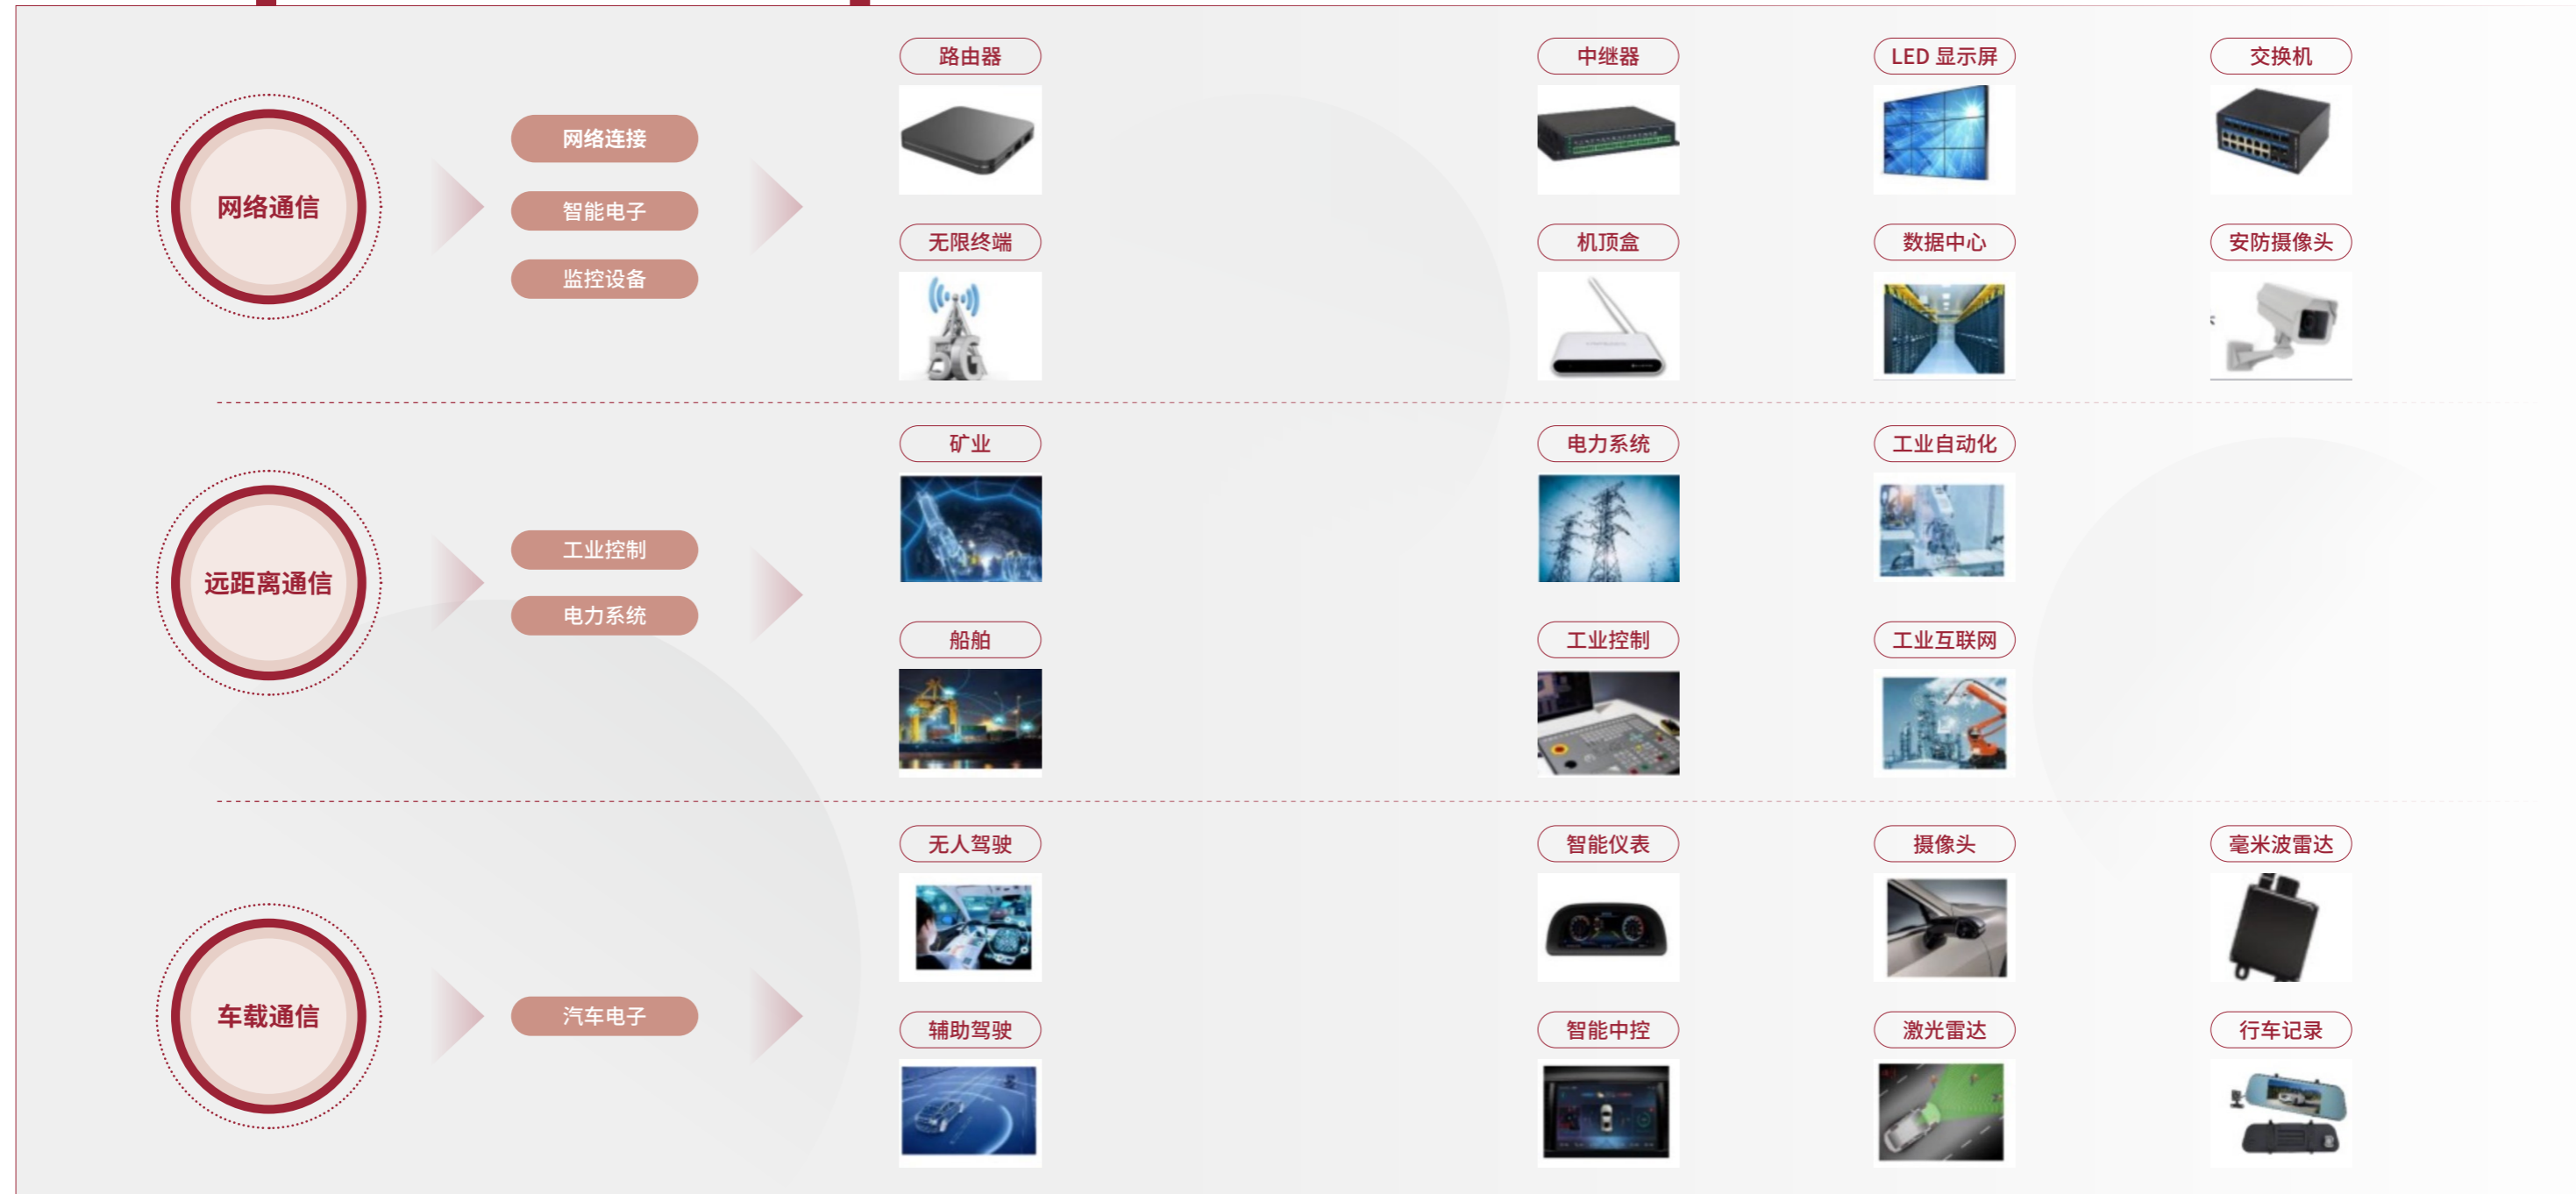 路由器
中继器
LED 显示屏
交换机
网络通信
网络连接
智能电子
监控设备
无限终端
机顶盒
数据中心
安防摄像头
5G
远距离通信
工业控制
电力系统
矿业
电力系统
工业自动化
船舶
工业控制
工业互联网
车载通信
汽车电子
无人驾驶
智能仪表
摄像头
毫米波雷达
辅助驾驶
智能中控
激光雷达
行车记录